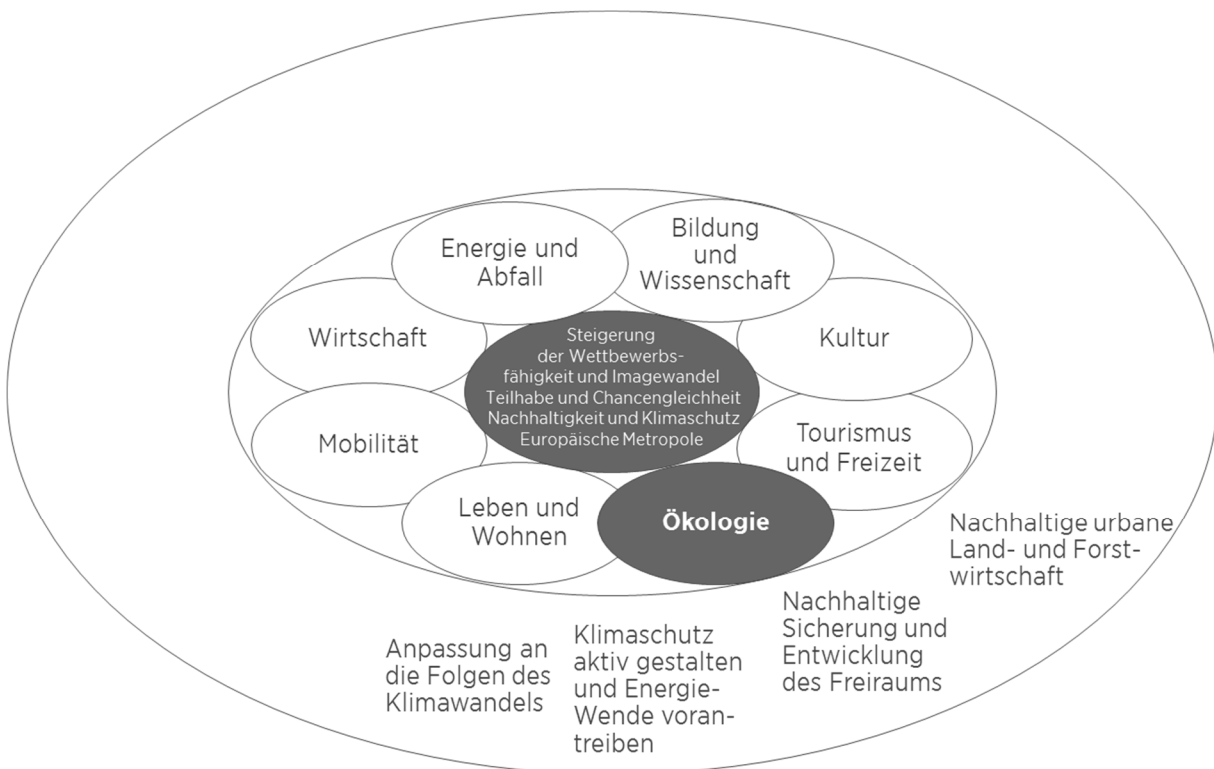 Energie und
Abfall
Bildung
und
Wissenschaft
Wirtschaft
Kultur
Steigerung
der Wettbewerbs-
fähigkeit und Imagewandel
Teilhabe und Chancengleichheit
Nachhaltigkeit und Klimaschutz
Europäische Metropole
Mobilität
Tourismus
und Freizeit
Leben und
Wohnen
Ökologie
Nachhaltige urbane
Land- und Forst-
wirtschaft
Nachhaltige
Sicherung und
Entwicklung
des Freiraums
Klimaschutz
aktiv gestalten
und Energie-
Wende voran-
treiben
Anpassung an
die Folgen des
Klimawandels